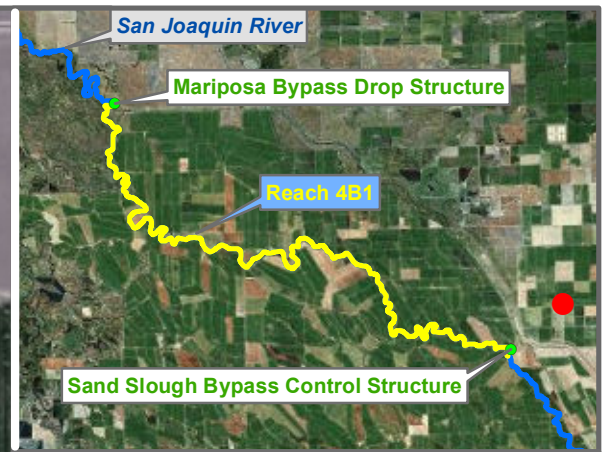 San Joaquin River
Mariposa Bypass Drop Structure
Reach 4B1
Sand Slough Bypass Control Structure